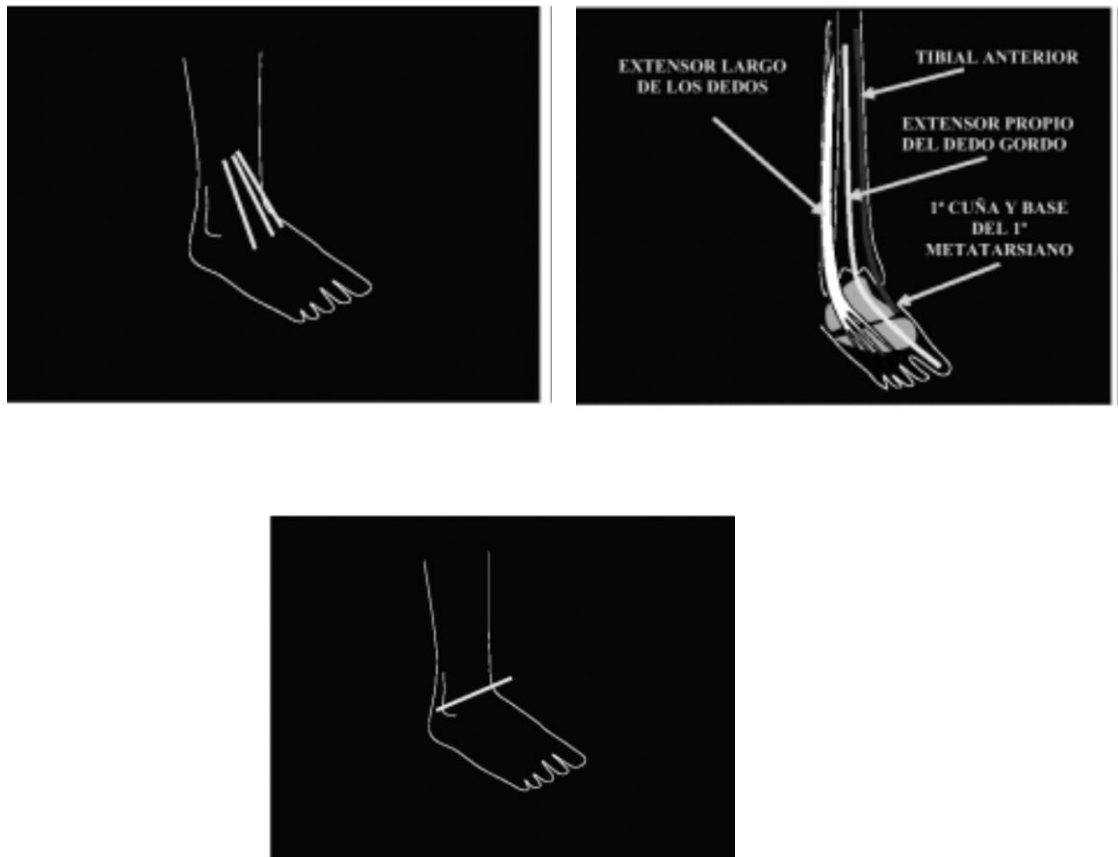 EXTENSOR LARGO
DE LOS DEDOS
TIBIAL ANTERIOR
EXTENSOR PROPIO
DEL DEDO GORDO
1ª CUÑA Y BASE
DEL 1º
METATARSIANO